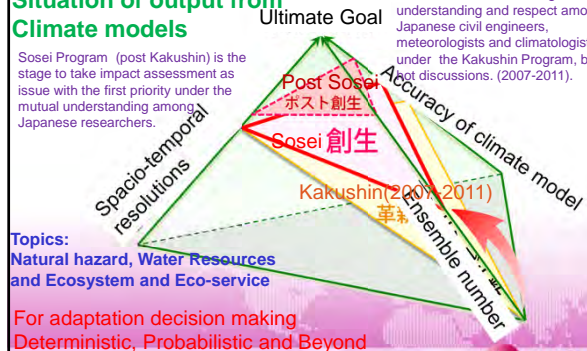 Situation of output from
Climate models
Sosei Program (post Kakushin) is the
stage to take impact assessment as
issue with the first priority under the
mutual understanding among
Japanese researchers.
Ultimate Goal
understanding and respect amo
Japanese civil engineers,
meteorologists and climatologist
under the Kakushin Program, b
hot discussions. (2007-2011).
Post Sosei
ポスト創生
Sosei 創生
Accuracy of climate model
Spacio-temporal
resolutions
Kakushin(2007-2011)
革
Ensemble number
Topics:
Natural hazard, Water Resources
and Ecosystem and Eco-service
For adaptation decision making
Deterministic, Probabilistic and Beyond